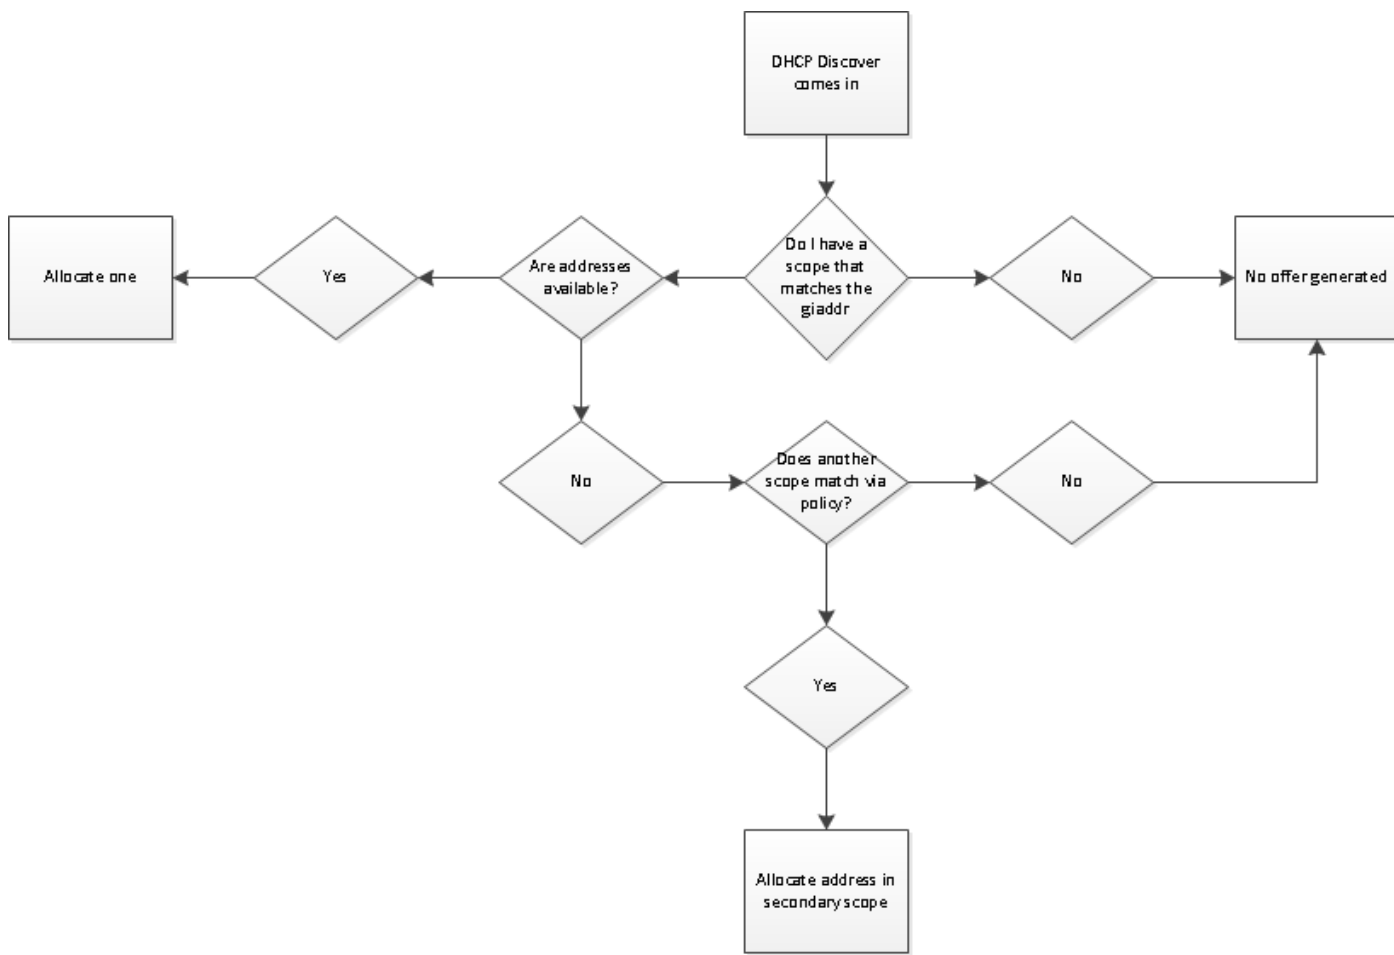 DHCP Discover
comes in
Allocate one
Yes
Are addresses
available?
Do I have a
scope that
matches the
giaddr
No
No offer generated
No
Does another
scope match via
policy?
No
Yes
Allocate address in
secondary scope